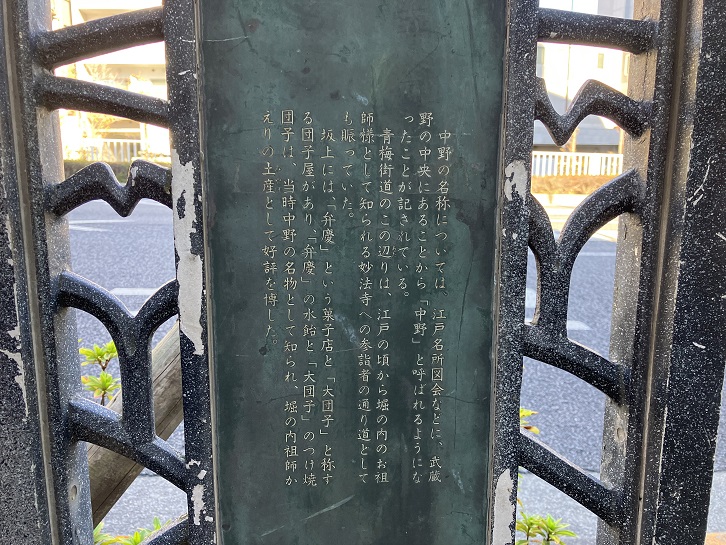 中野の名称については、江戸名所図会などに、武蔵
野の中央にあることから「中野」と呼ばれるようにな
ったことが記されている。
青梅街道のこの辺りは、江戸の頃から堀の内のお祖
師様として知られる妙法寺への参詣者の通り道として
も賑っていた。
坂上には、「弁慶」という菓子店と「大団子」と称す
る団子屋があり、「弁慶」の水飴と「大団子」のつけ焼
団子は、当時中野の名物として知られ、堀の内祖師か
えりの土産として好評を博した。